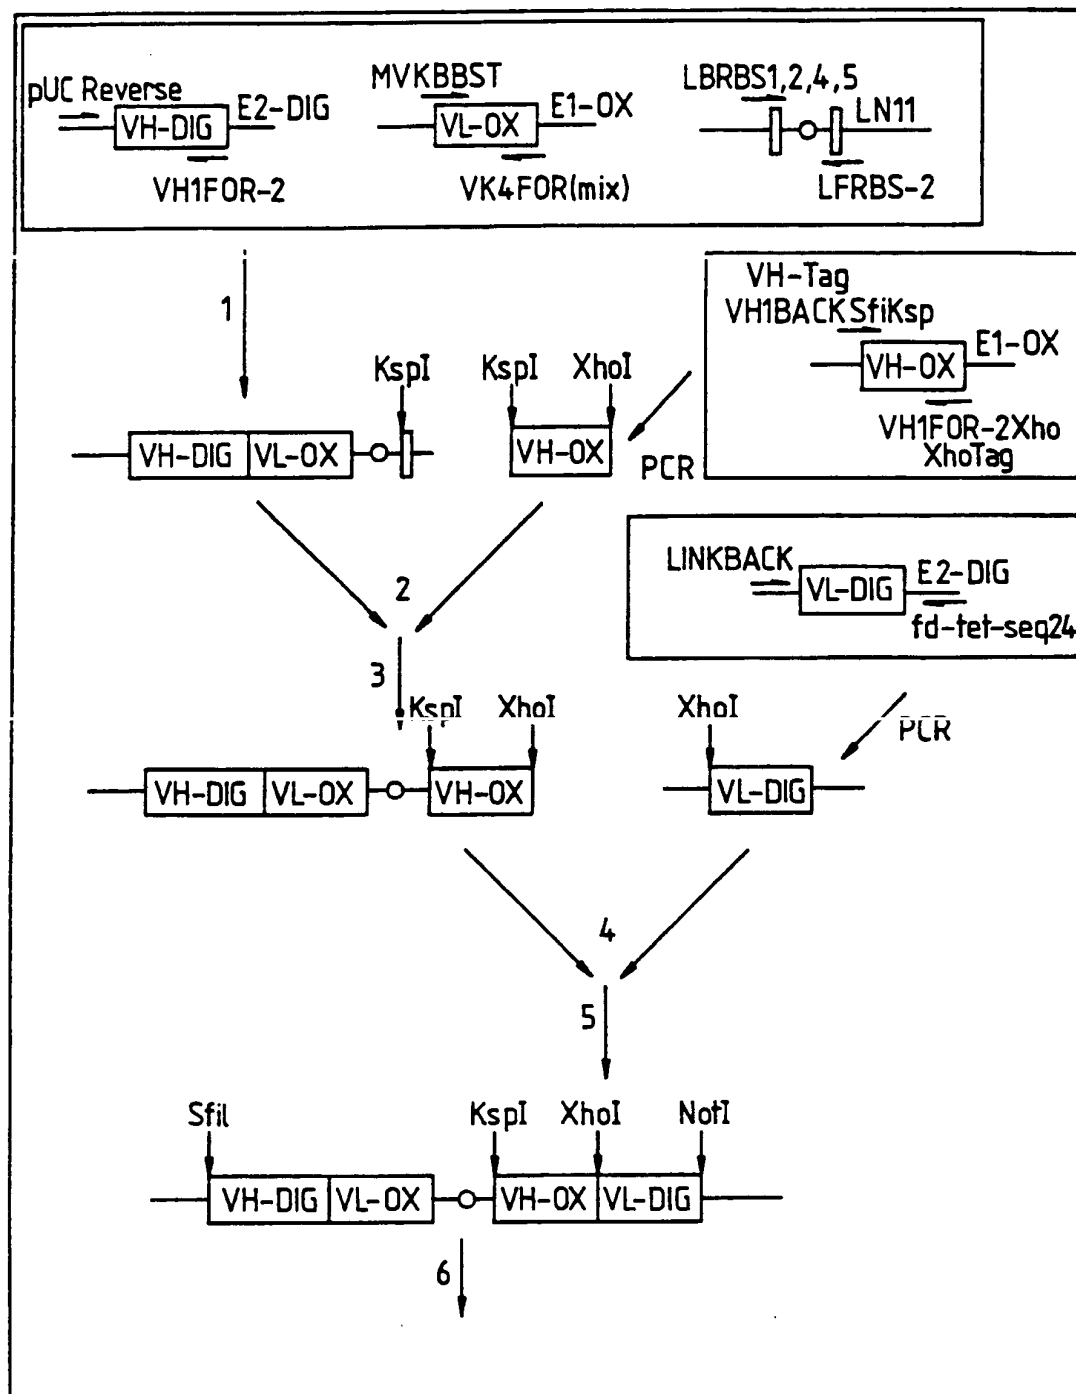 pUC Reverse
VH-DIG
E2-DIG
VH1FOR-2
MVKBBST
VL-OX
E1-OX
VK4FOR(mix)
LBRBS1,2,4,5
LN11
LFRBS-2
1
VH-Tag
VH1BACKSfiKsp
VH-OX
E1-OX
VH1FOR-2Xho
XhoTag
KspI
KspI
XhoI
VH-DIG
VL-OX
VH-OX
PCR
2
LINKBACK
VL-DIG
E2-DIG
fd-tet-seq24
3
KspI
XhoI
XhoI
PCR
VH-DIG
VL-OX
VH-OX
VL-DIG
4
5
SfiI
KspI
XhoI
NotI
VH-DIG
VL-OX
VH-OX
VL-DIG
6